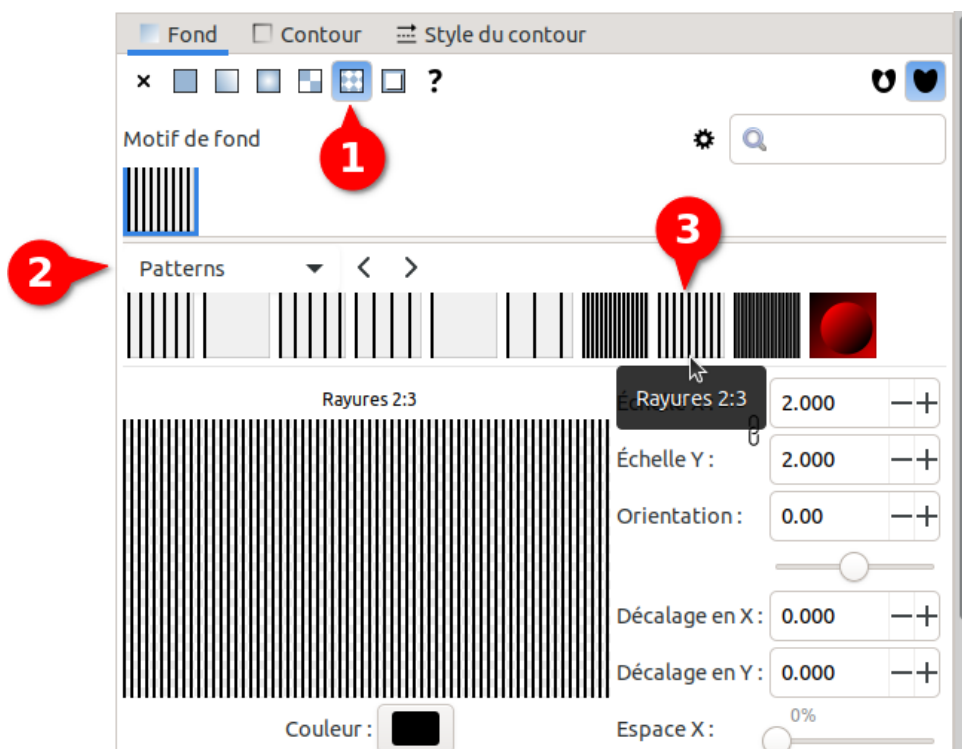 Fond Contour Style du contour
?
1
Motif de fond
3
2
Patterns
Rayures 2:3
Rayures 2:3
2.000
Échelle Y :
2.000
Orientation :
0.00
Décalage en X :
0.000
Décalage en Y :
0.000
0%
Couleur :
Espace X :